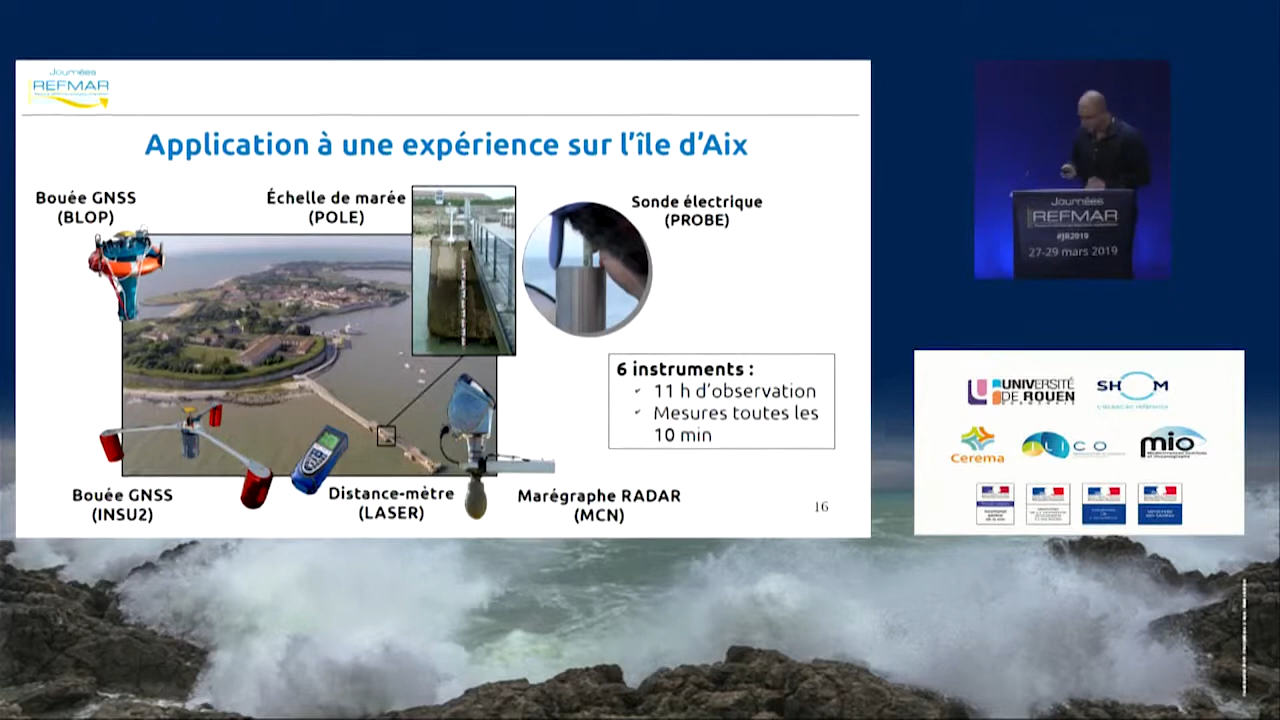 Journées
REFMAR
Application à une expérience sur l'île d'Aix
Bouée GNSS
(BLOP)
Échelle de marée
(POLE)
Sonde électrique
(PROBE)
6 instruments :
11 h d'observation
Mesures toutes les
10 min
Bouée GNSS
(INSU2)
Distance-mètre
(LASER)
Marégraphe RADAR
(MCN)
16
Journées
REFMAR
#JR2019
27-29 mars 2019
UNIVERSITÉ
DE ROUEN
SHOM
Cerema
ILICO
mio